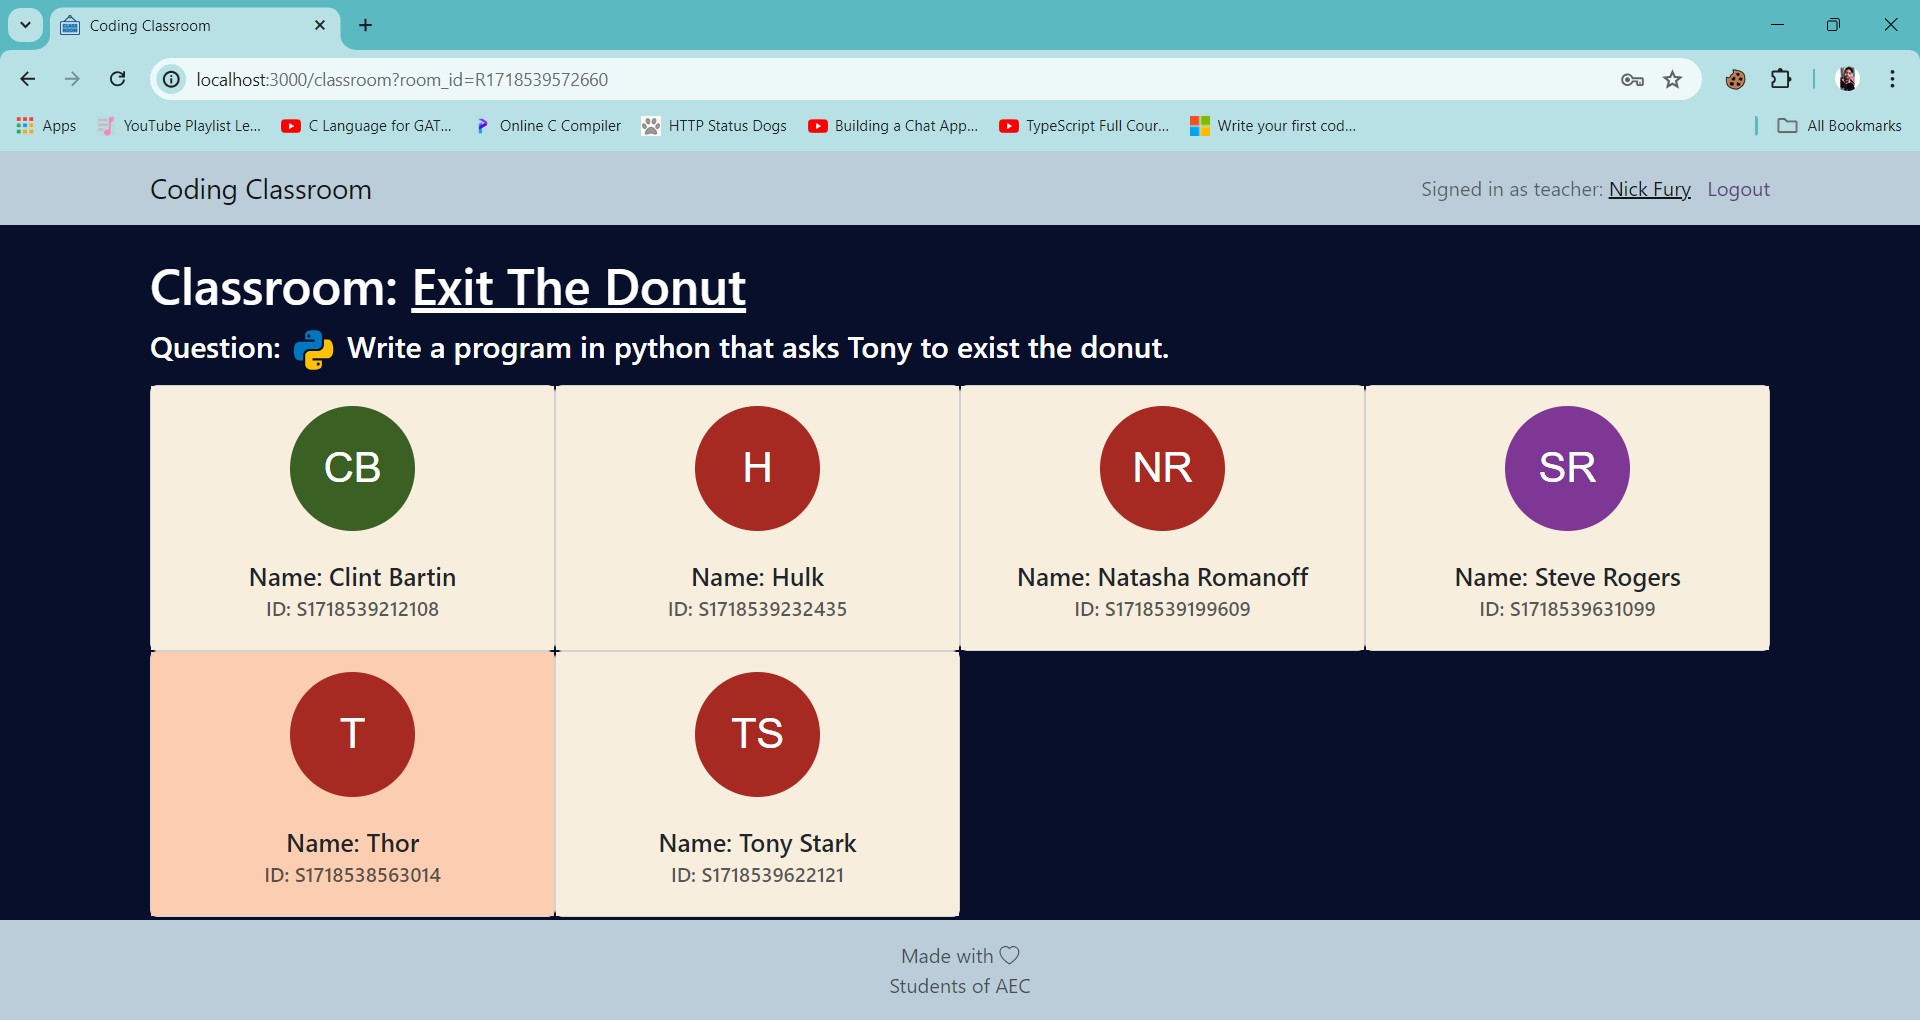 Coding Classroom
localhost:3000/classroom?room_id=R1718539572660
Apps YouTube Playlist Le... C Language for GAT... Online C Compiler HTTP Status Dogs Building a Chat App... TypeScript Full Cour... Write your first cod... All Bookmarks
Coding Classroom Signed in as teacher: Nick Fury Logout
Classroom: Exit The Donut
Question: Write a program in python that asks Tony to exist the donut.
CB H NR SR
Name: Clint Bartin Name: Hulk Name: Natasha Romanoff Name: Steve Rogers
ID: S1718539212108 ID: S1718539232435 ID: S1718539199609 ID: S1718539631099
T TS
Name: Thor Name: Tony Stark
ID: S1718538563014 ID: S1718539622121
Made with
Students of AEC